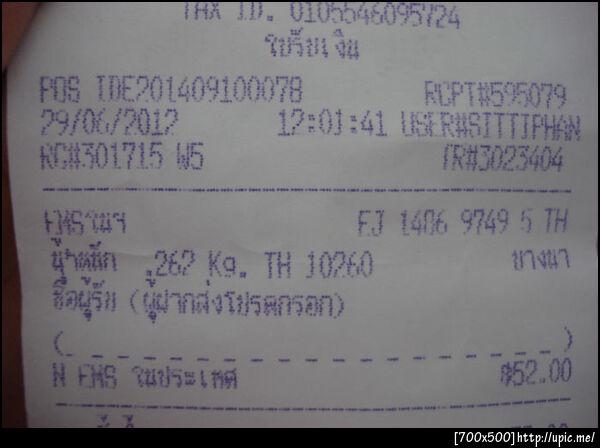 TAX ID. 0105546095724
ใบรับเงิน
POS IDE201409100078 RCPT#595079
29/06/2012 12:01:41 USER#SITTIPHAN
RC#301715 W5 TR#3023404
EMSในฯ EJ 1406 9749 5 TH
น้ำหนัก .262 Kg. TH 10260 บางนา
ชื่อผู้รับ (ผู้ฝากส่งโปรดกรอก)
(_ _ _ _ _ _ _ _ _ _ _ _ _ _ _ _ _ _)
N EMS ในประเทศ ฿52.00
[700x500]http://upic.me/